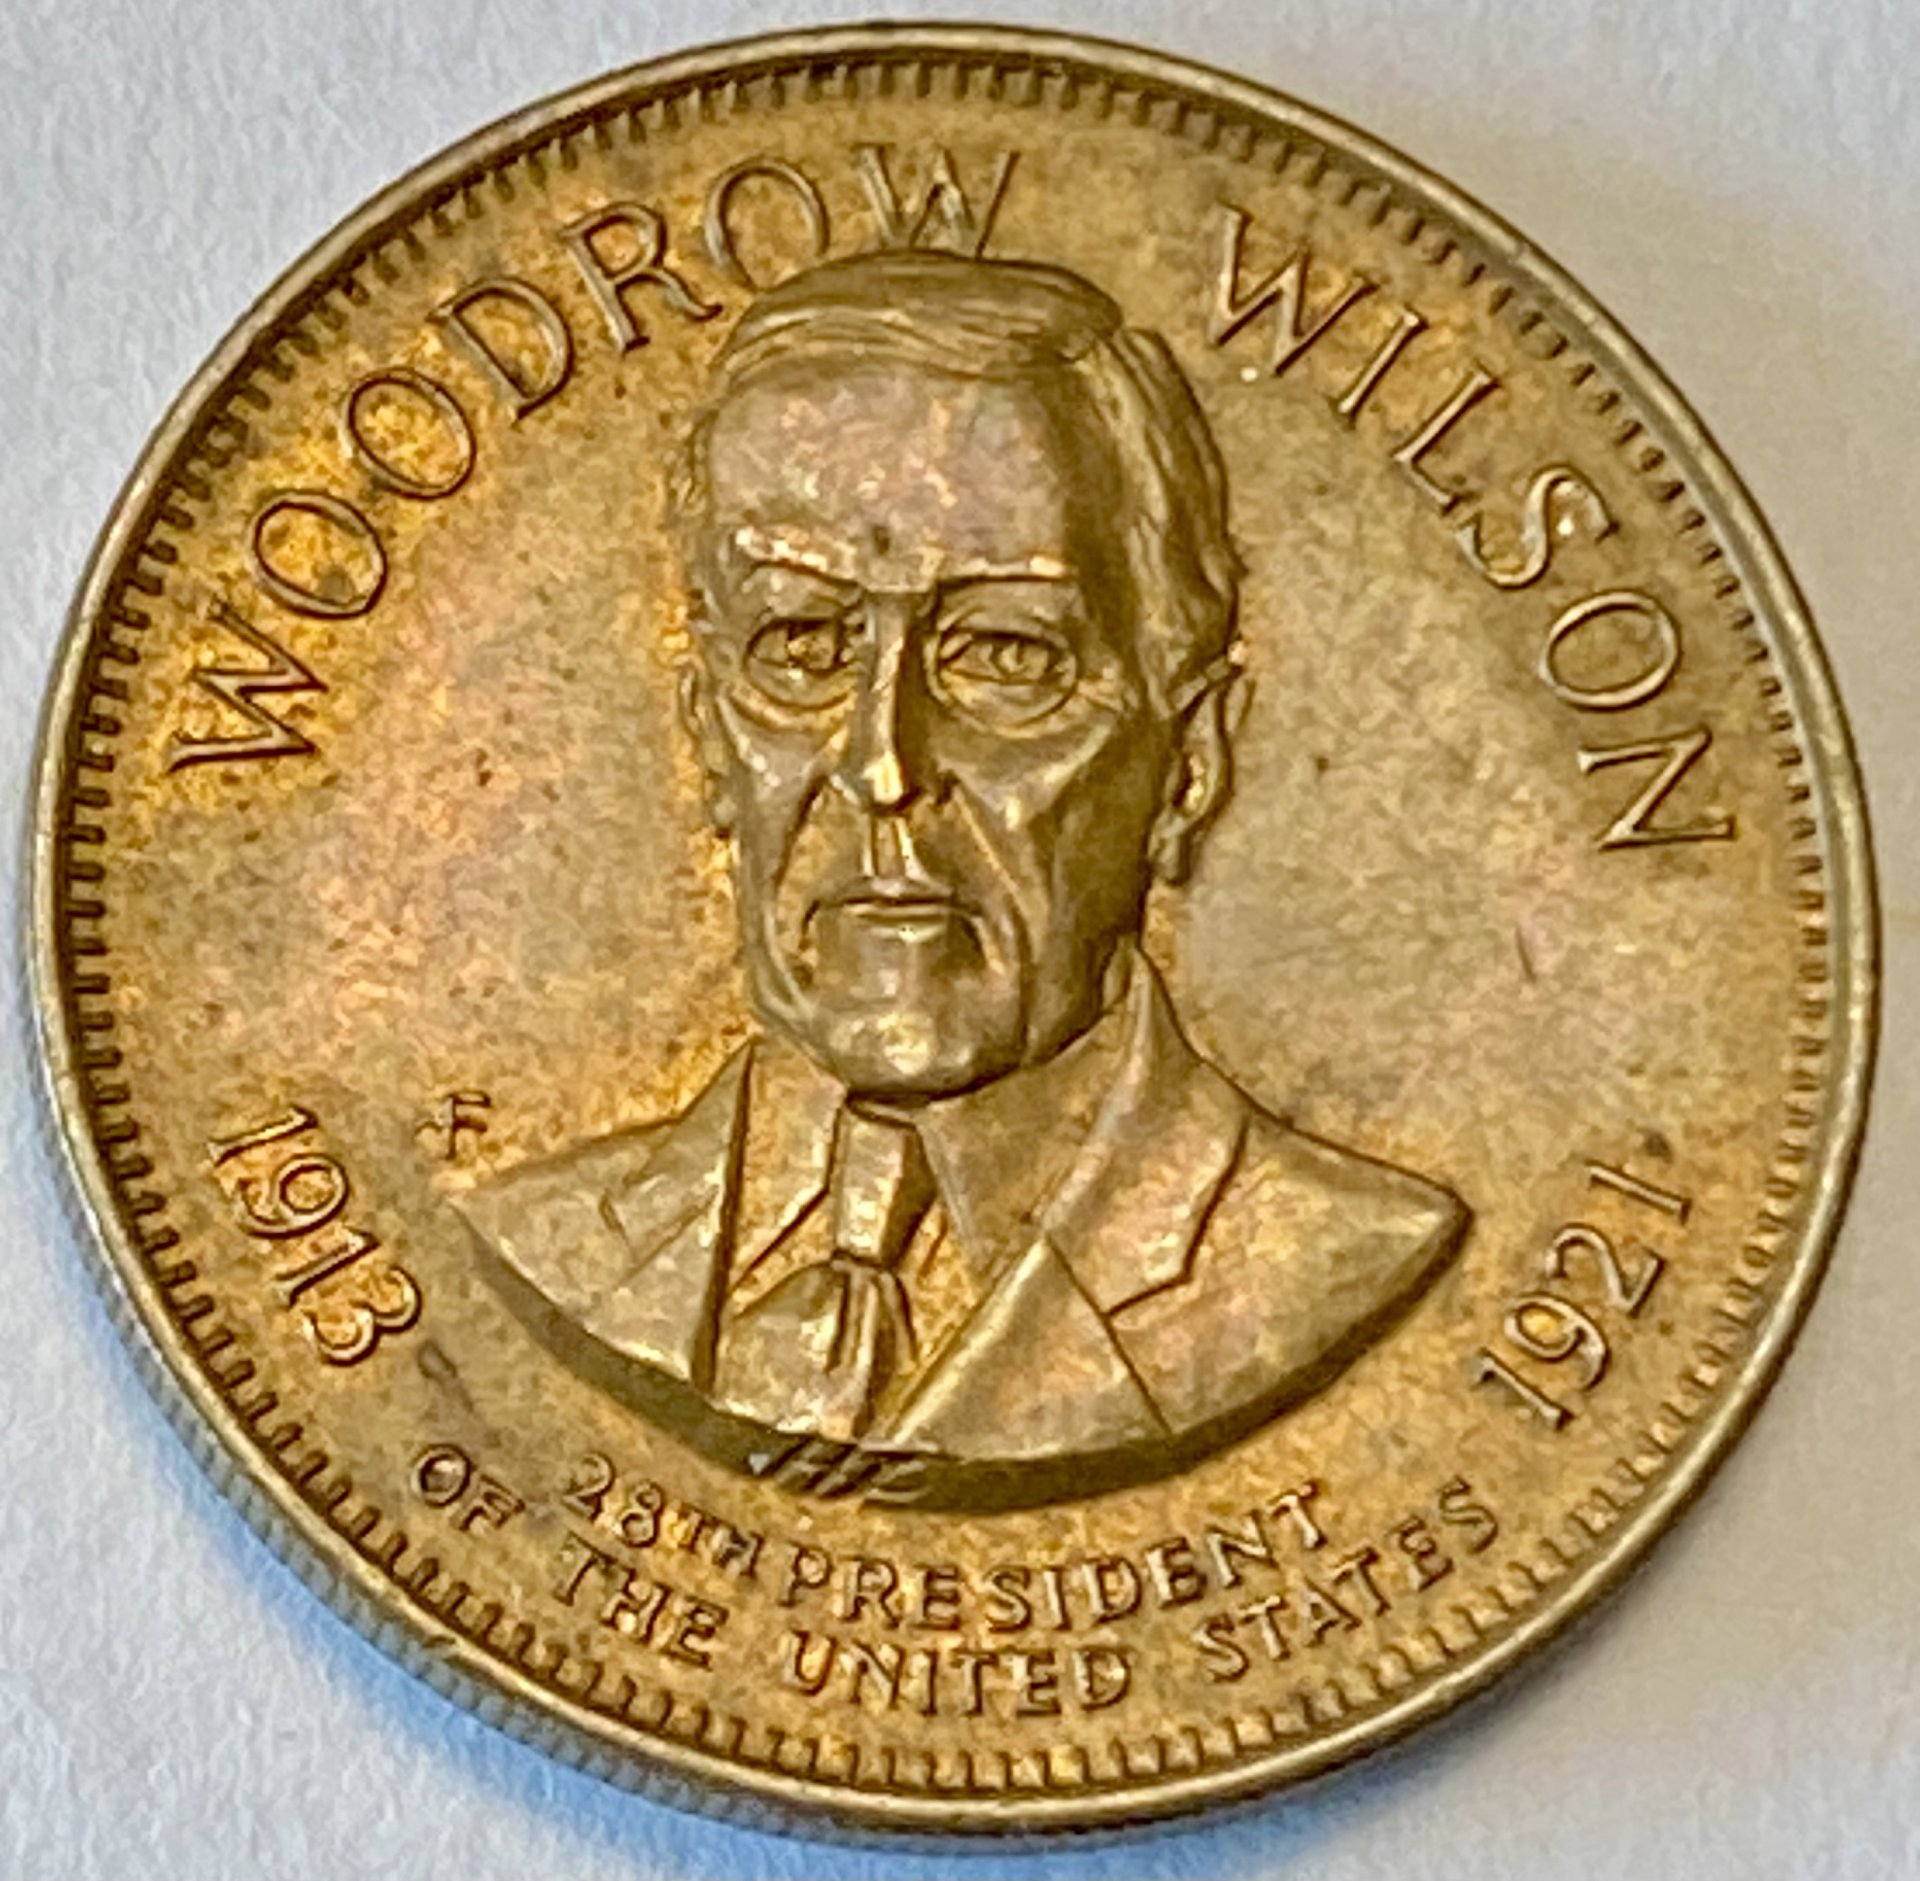 WOODROW WILSON
1913
1921
28TH PRESIDENT
OF THE UNITED STATES